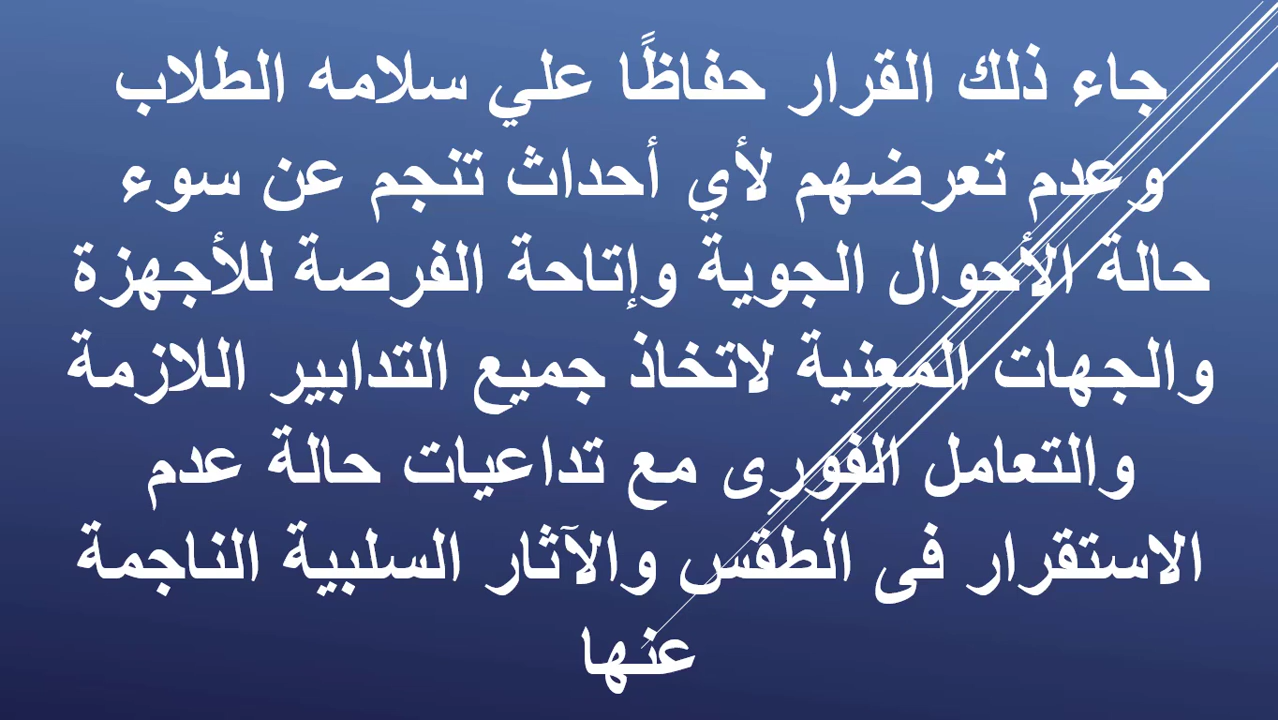 جاء ذلك القرار حفاظًا علي سلامه الطلاب
وعدم تعرضهم لأي أحداث تنجم عن سوء
حالة الأحوال الجوية وإتاحة الفرصة للأجهزة
والجهات المعنية لاتخاذ جميع التدابير اللازمة
والتعامل الفورى مع تداعيات حالة عدم
الاستقرار فى الطقس والآثار السلبية الناجمة
عنها